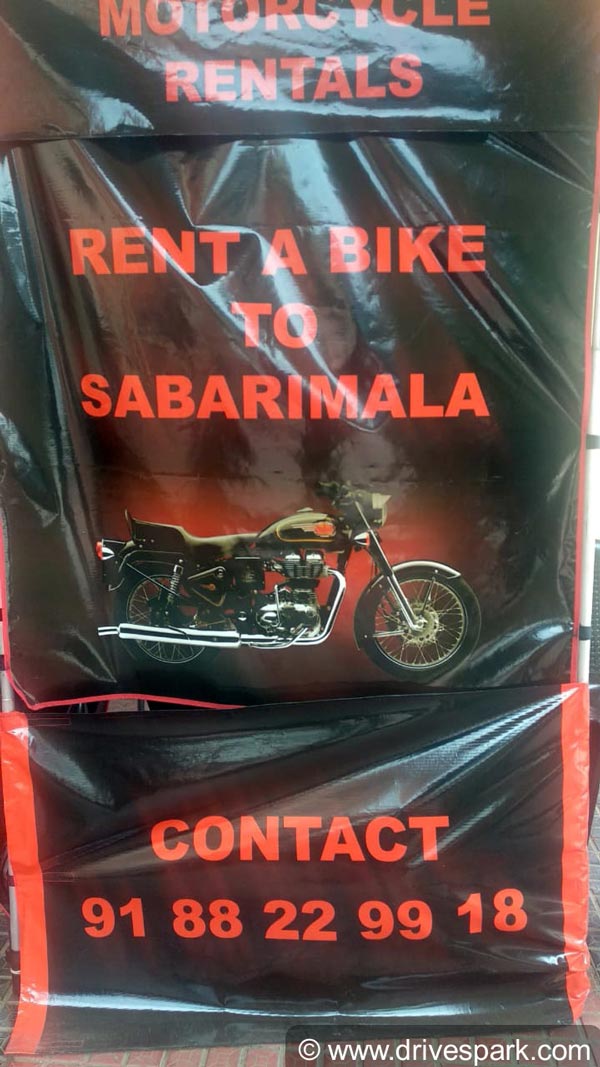 MOTORCYCLE
RENTALS
RENT A BIKE
TO
SABARIMALA
CONTACT
91 88 22 99 18
© www.drivespark.com